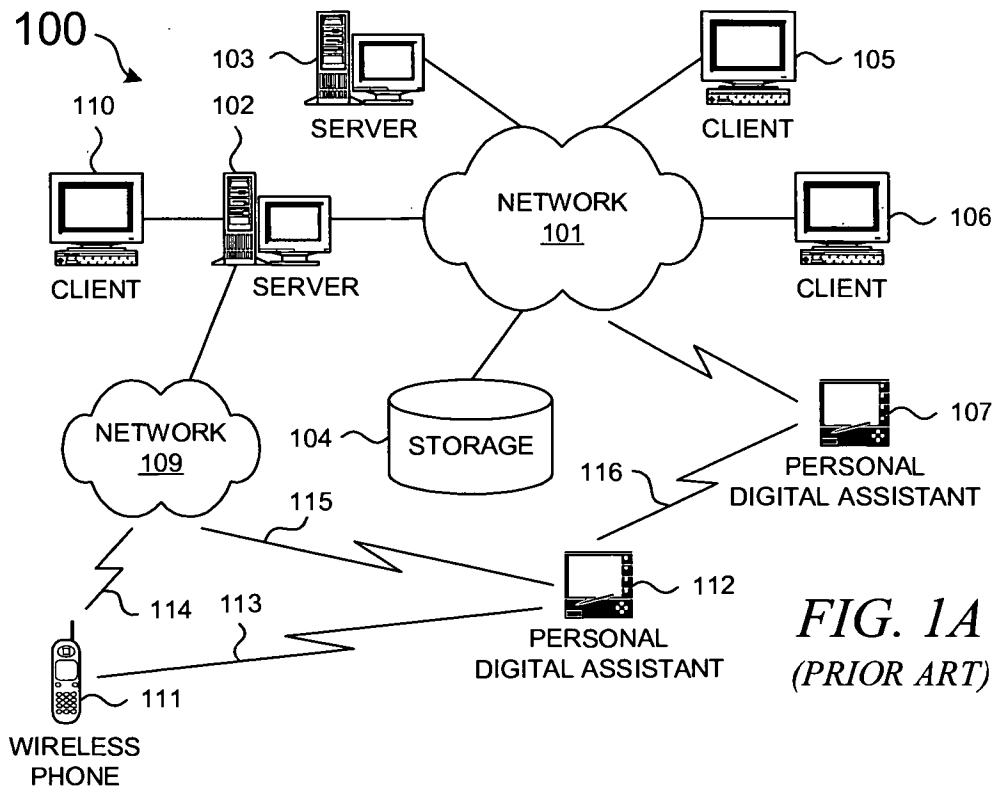 100
103
SERVER
105
CLIENT
110
102
CLIENT
SERVER
NETWORK
101
106
CLIENT
NETWORK
109
104
STORAGE
107
PERSONAL
DIGITAL ASSISTANT
116
115
114
113
112
PERSONAL
DIGITAL ASSISTANT
111
WIRELESS
PHONE
FIG. 1A
(PRIOR ART)